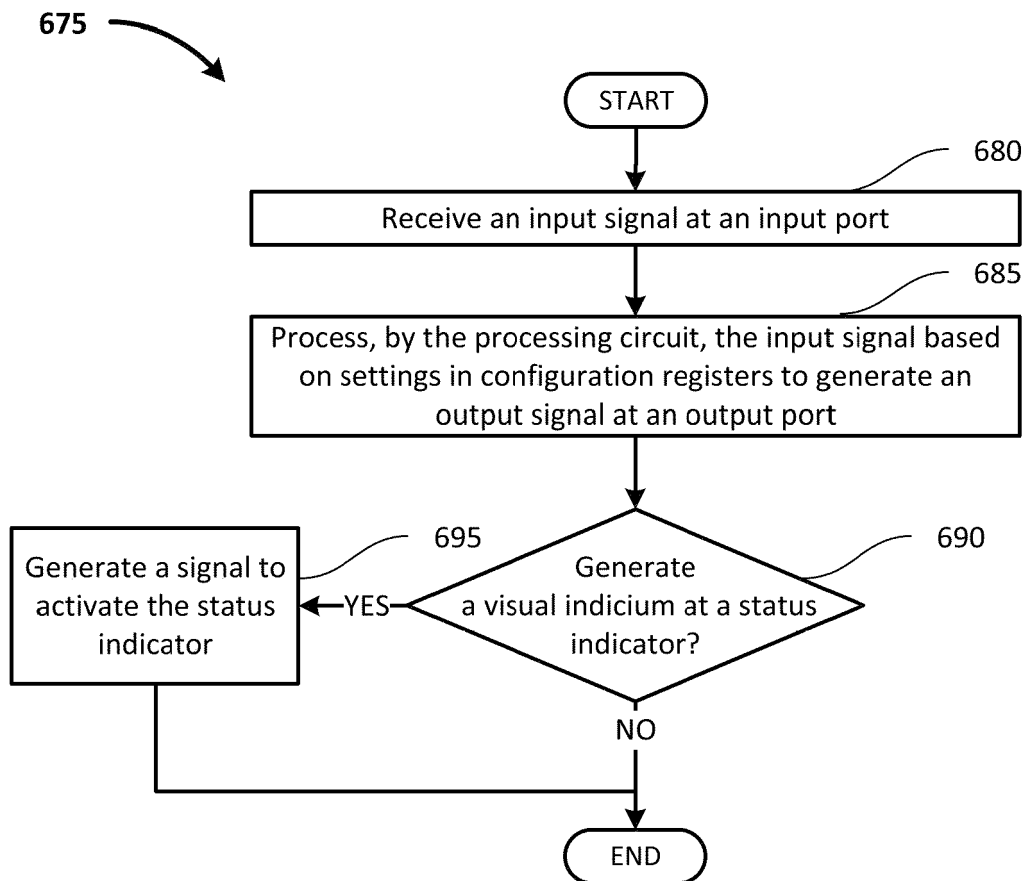 675
START
680
Receive an input signal at an input port
685
Process, by the processing circuit, the input signal based
on settings in configuration registers to generate an
output signal at an output port
690
Generate
a visual indicium at a status
indicator?
YES
695
Generate a signal to
activate the status
indicator
NO
END